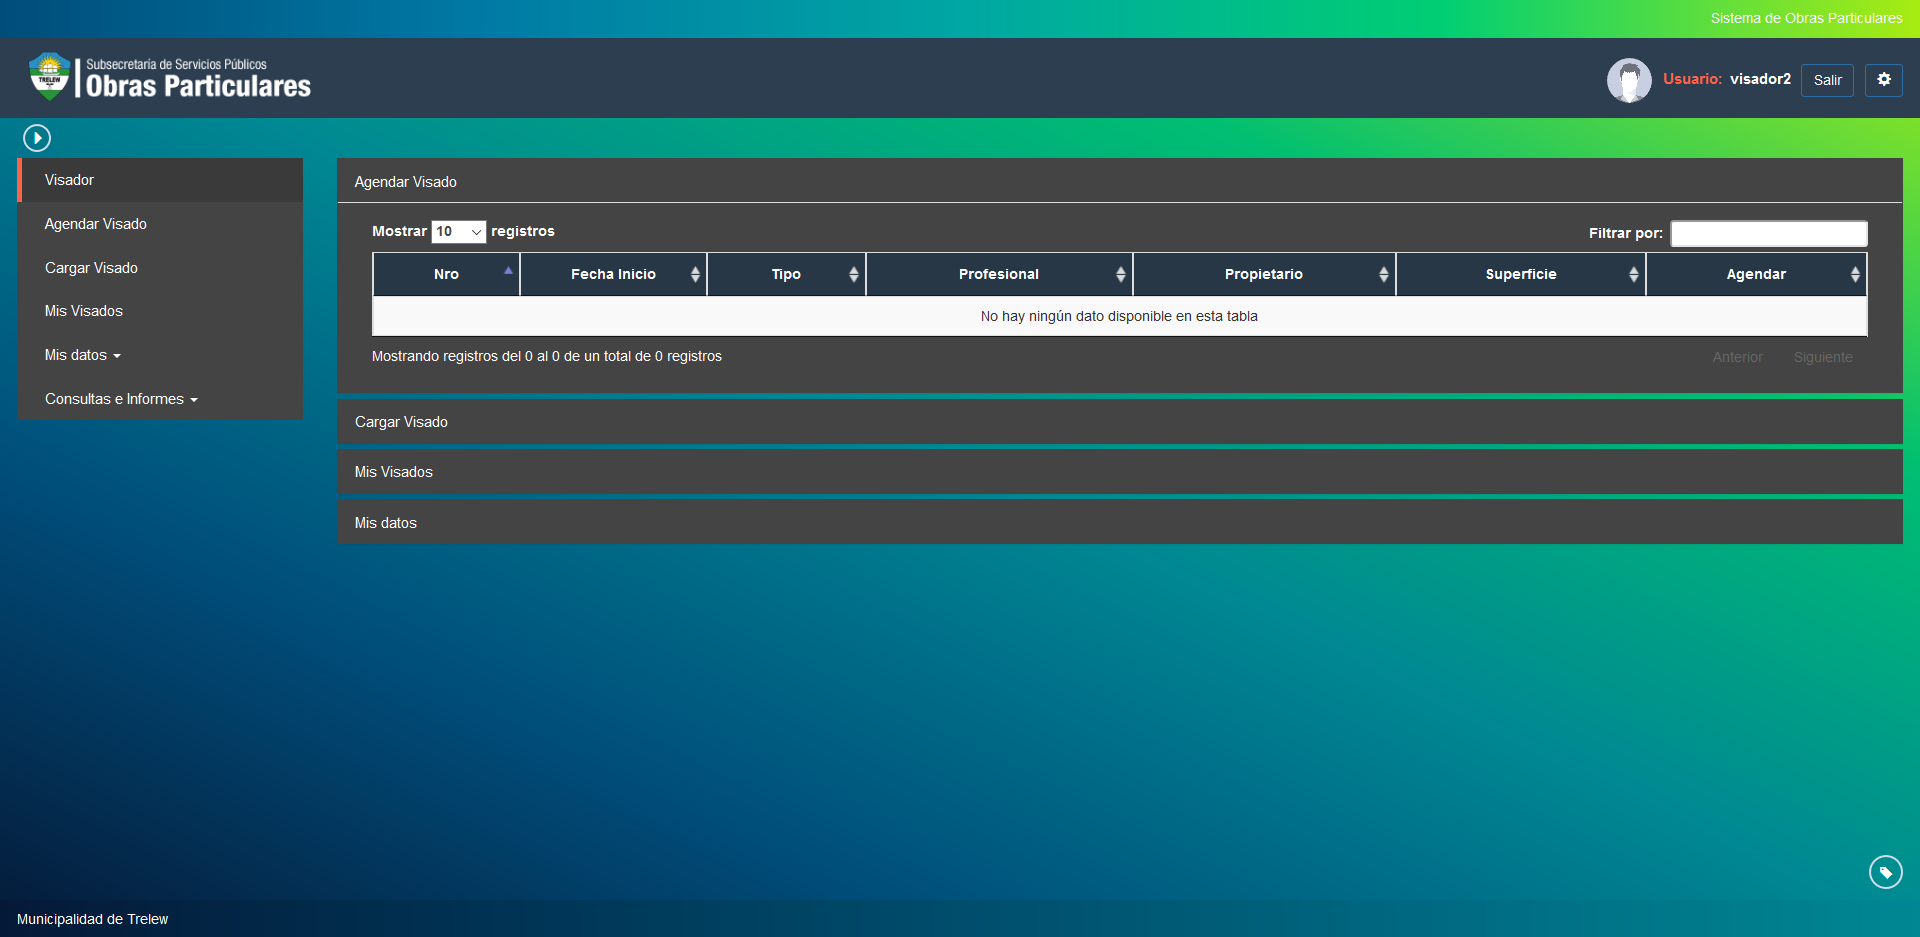 Sistema de Obras Particulares
TRELEW
Subsecretaría de Servicios Públicos
Obras Particulares
Usuario: visador2
Salir
Visador
Agendar Visado
Cargar Visado
Mis Visados
Mis datos
Consultas e Informes
Agendar Visado
Mostrar 10 registros
Filtrar por:
Nro Fecha Inicio Tipo Profesional Propietario Superficie Agendar
No hay ningún dato disponible en esta tabla
Mostrando registros del 0 al 0 de un total de 0 registros
Anterior Siguiente
Cargar Visado
Mis Visados
Mis datos
Municipalidad de Trelew